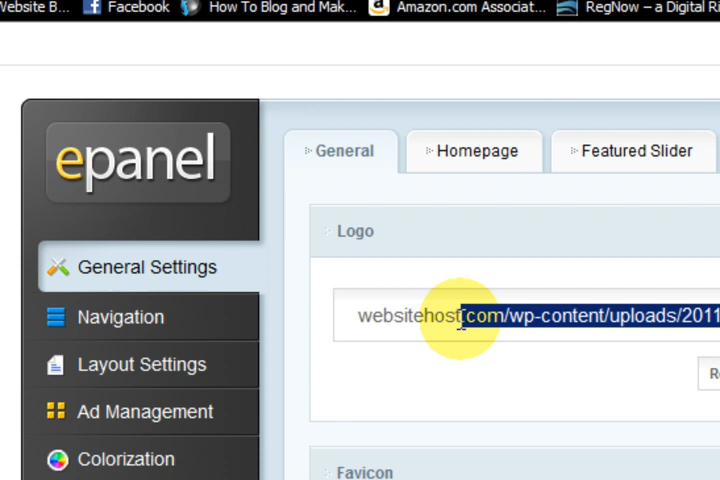 Website B... Facebook How To Blog and Mak... Amazon.com Associat... RegNow – a Digital Ri
epanel
General Homepage Featured Slider
Logo
General Settings
websitehost.com/wp-content/uploads/2011
Navigation
Layout Settings
Ad Management
Colorization
Favicon